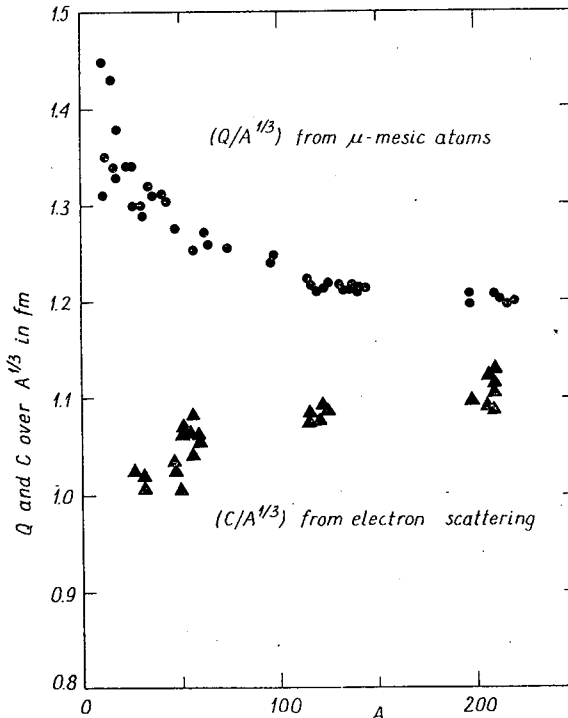 1.5
1.4
1.3
1.2
1.1
1.0
0.9
0.8
Q and C over A^1/3 in fm
(Q/A^1/3) from μ-mesic atoms
(C/A^1/3) from electron scattering
0 100 A 200